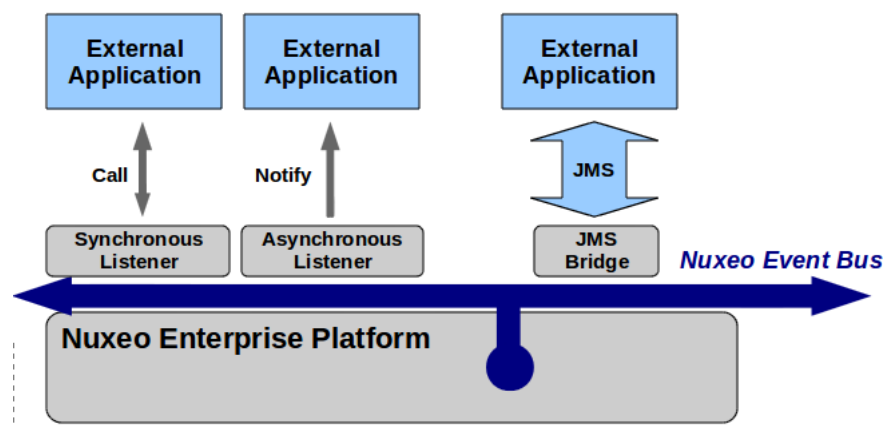 External
Application
External
Application
External
Application
Call
Notify
JMS
Synchronous
Listener
Asynchronous
Listener
JMS
Bridge
Nuxeo Event Bus
Nuxeo Enterprise Platform